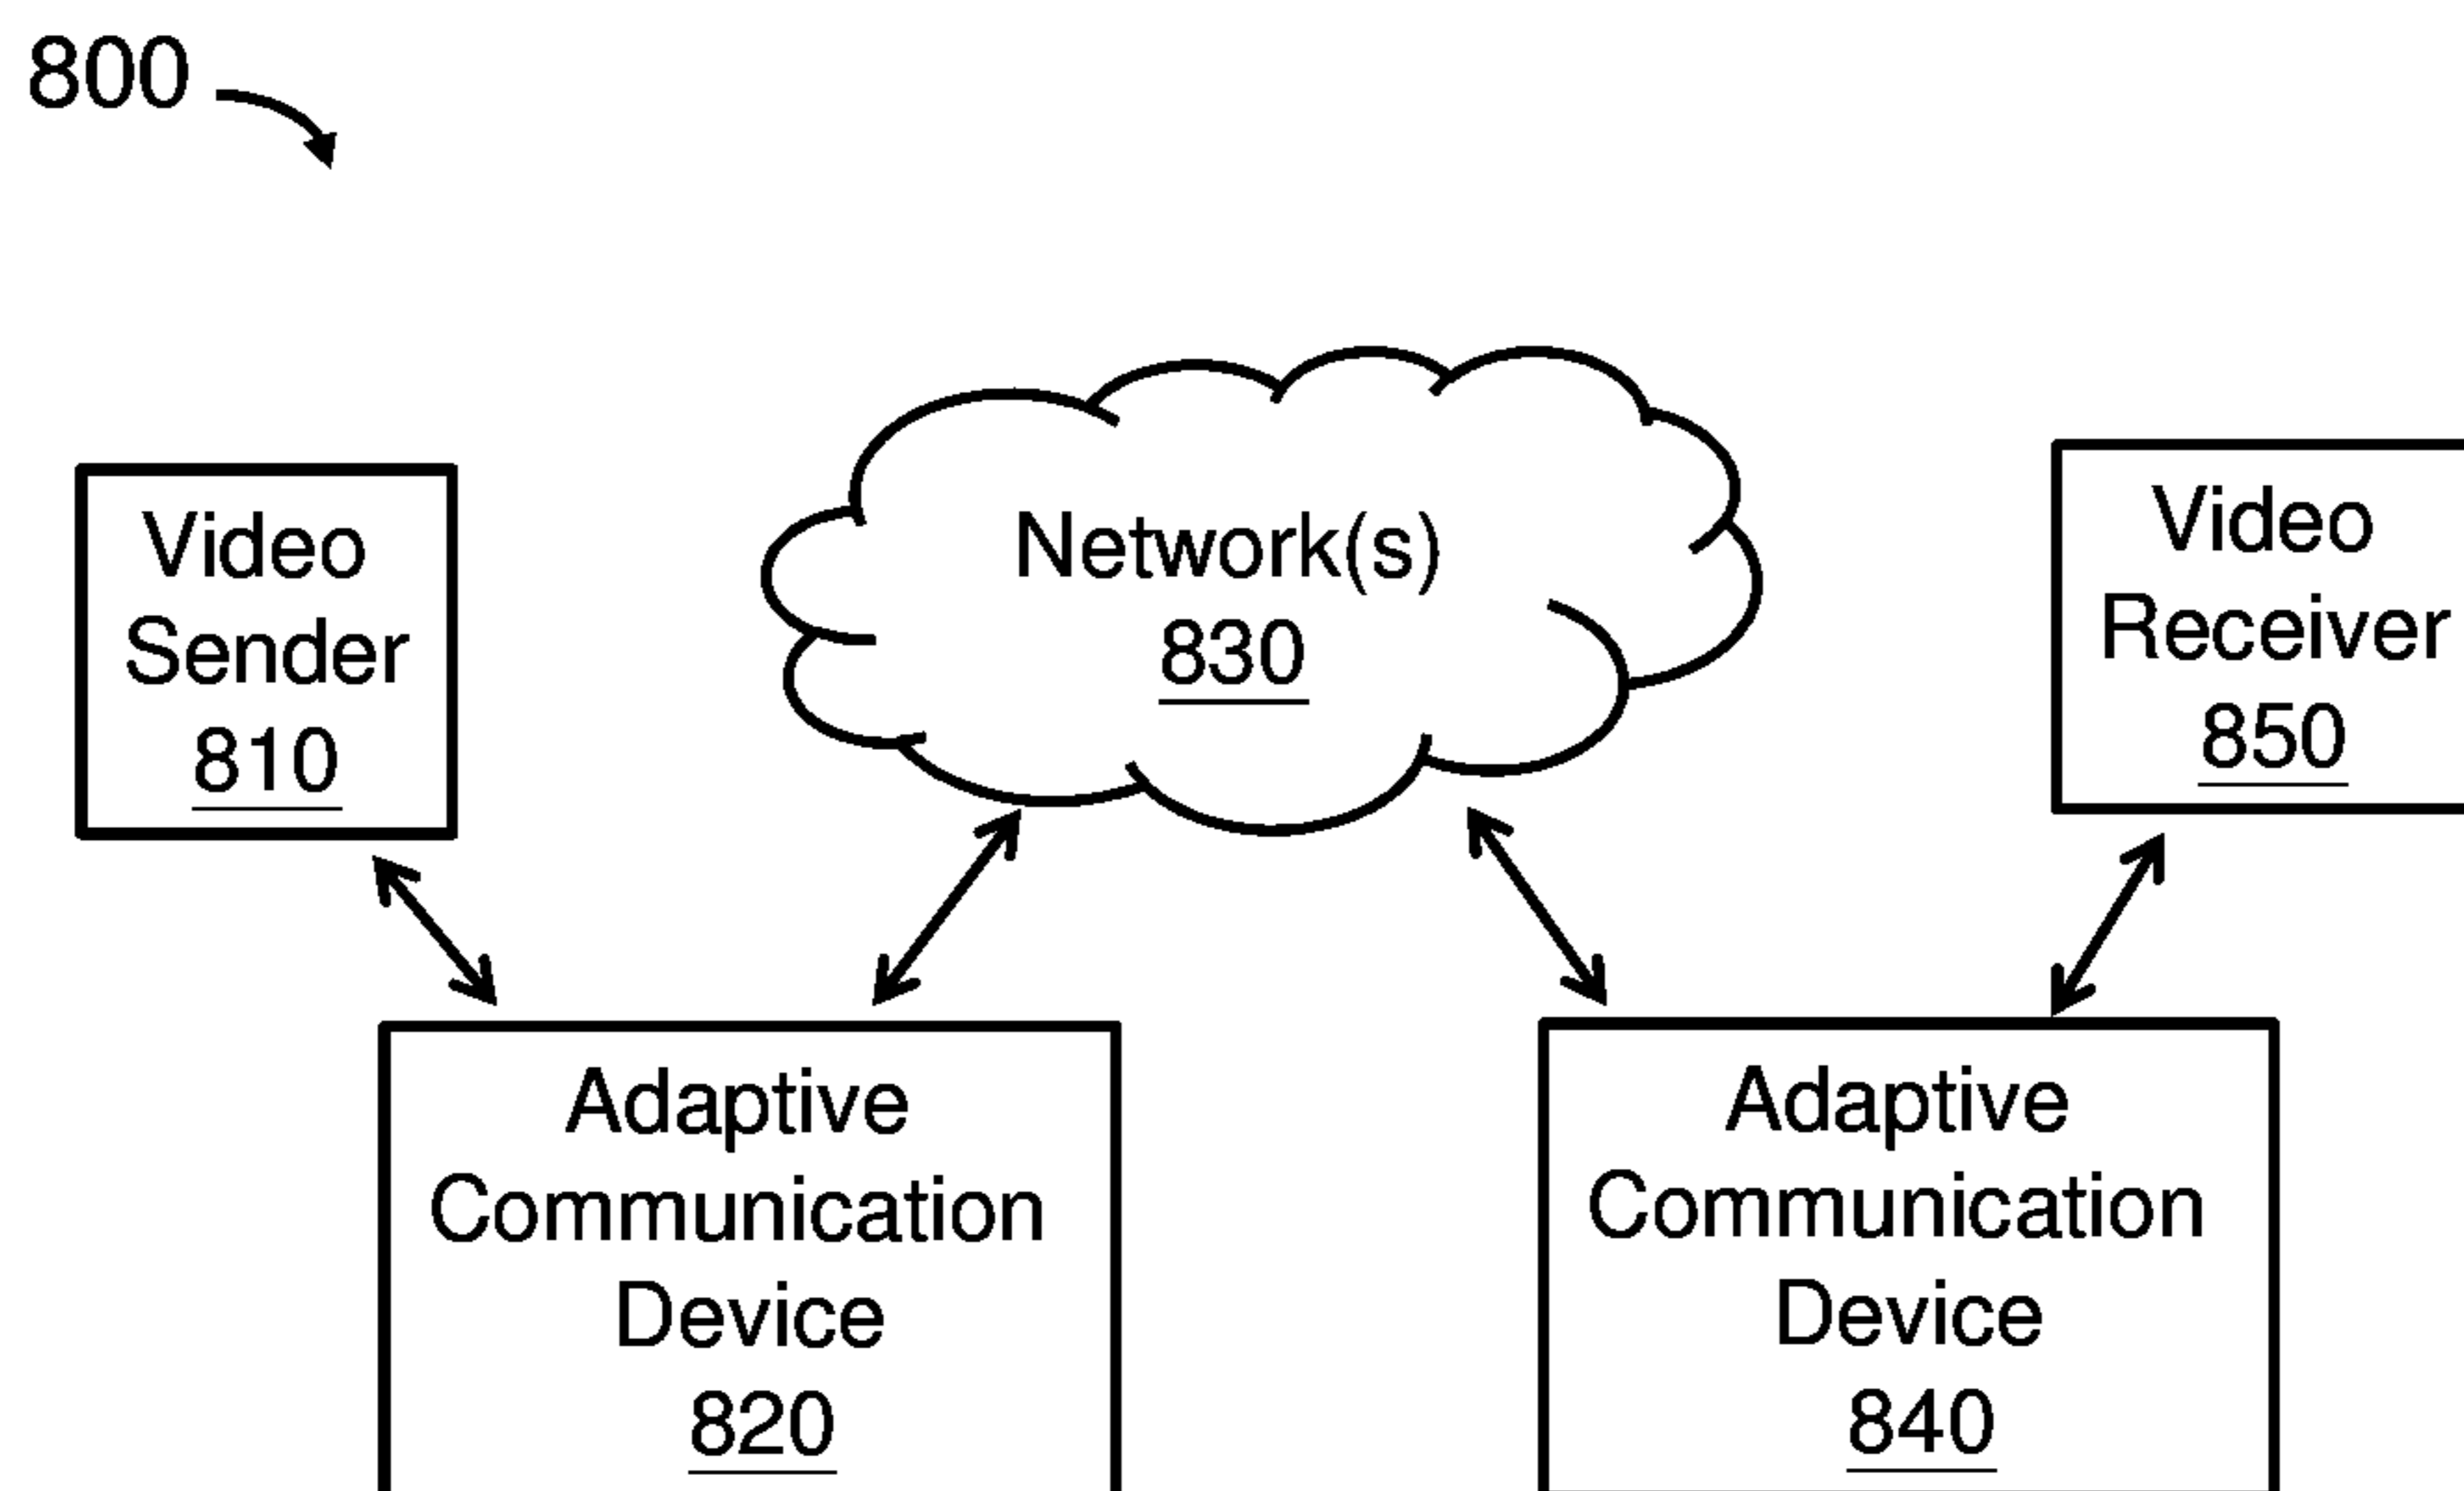 800
Video
Sender
810
Network(s)
830
Video
Receiver
850
Adaptive
Communication
Device
820
Adaptive
Communication
Device
840